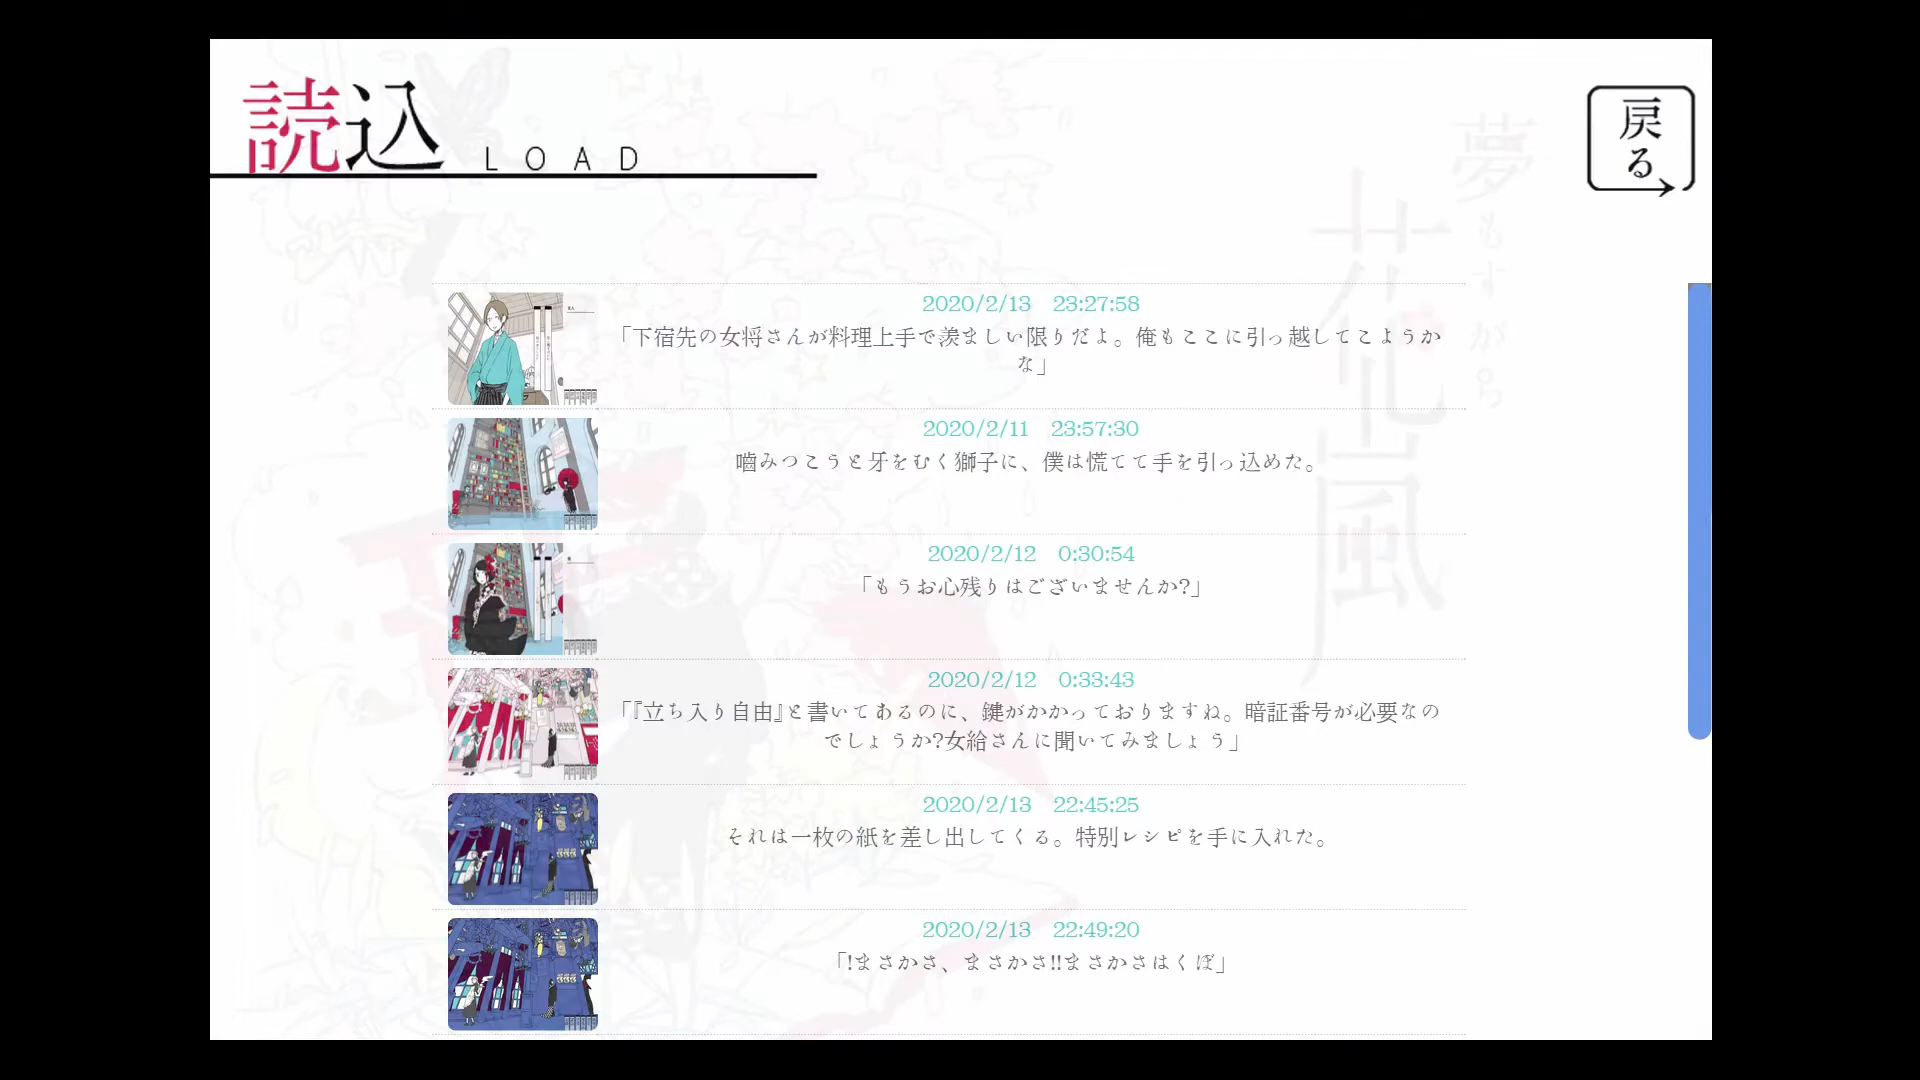 読込 LOAD
戻る
夢もすがら
花嵐
2020/2/13 23:27:58
「下宿先の女将さんが料理上手で羨ましい限りだよ。俺もここに引っ越してこようか
な」
2020/2/11 23:57:30
噛みつこうと牙をむく獅子に、僕は慌てて手を引っ込めた。
2020/2/12 0:30:54
「もうお心残りはございませんか?」
2020/2/12 0:33:43
「『立ち入り自由』と書いてあるのに、鍵がかかっておりますね。暗証番号が必要なの
でしょうか?女給さんに聞いてみましょう」
2020/2/13 22:45:25
それは一枚の紙を差し出してくる。特別レシピを手に入れた。
2020/2/13 22:49:20
「!まさかさ、まさかさ!!まさかさはくぼ」